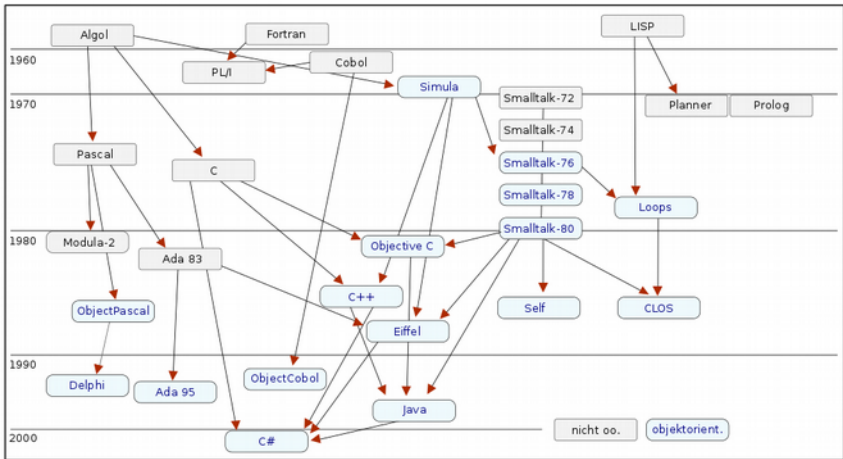 Algol
Fortran
LISP
1960
PL/I
Cobol
Simula
1970
Smalltalk-72
Planner
Prolog
Smalltalk-74
Pascal
C
Smalltalk-76
Smalltalk-78
Loops
1980
Modula-2
Ada 83
Objective C
Smalltalk-80
ObjectPascal
C++
Self
CLOS
Eiffel
1990
Delphi
Ada 95
ObjectCobol
Java
2000
C#
nicht oo.
objektorient.